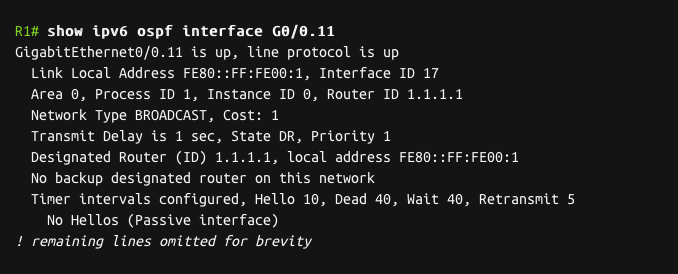 R1# show ipv6 ospf interface G0/0.11
GigabitEthernet0/0.11 is up, line protocol is up
Link Local Address FE80::FF:FE00:1, Interface ID 17
Area 0, Process ID 1, Instance ID 0, Router ID 1.1.1.1
Network Type BROADCAST, Cost: 1
Transmit Delay is 1 sec, State DR, Priority 1
Designated Router (ID) 1.1.1.1, local address FE80::FF:FE00:1
No backup designated router on this network
Timer intervals configured, Hello 10, Dead 40, Wait 40, Retransmit 5
No Hellos (Passive interface)
! remaining lines omitted for brevity